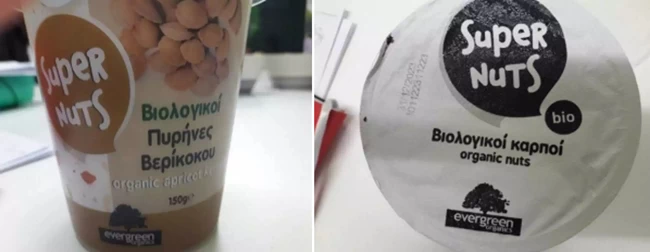 SUPER
NUTS
Βιολογικοί
Πυρήνες
Βερίκοκου
organic apricot
150g
evergreen
SUPER
NUTS
bio
Βιολογικοί καρποί
organic nuts
evergreen
organics